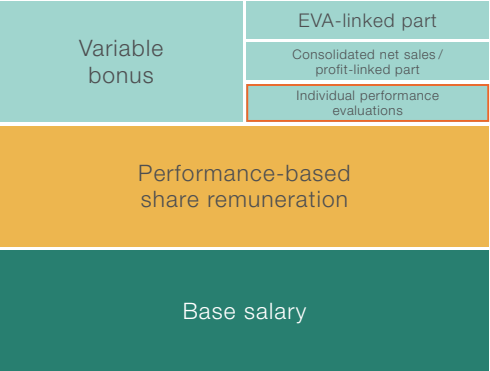 Variable
bonus
EVA-linked part
Consolidated net sales /
profit-linked part
Individual performance
evaluations
Performance-based
share remuneration
Base salary